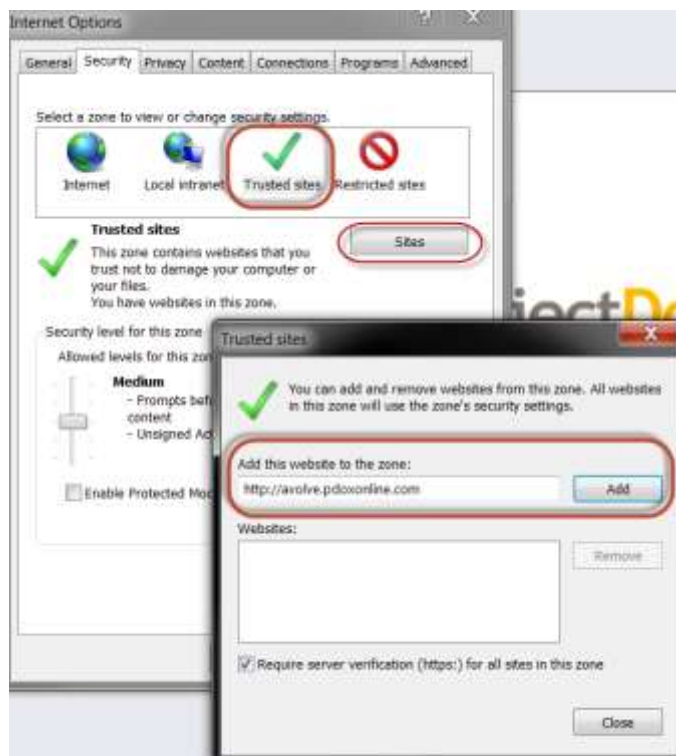 Internet Options
General Security Privacy Content Connections Programs Advanced
Select a zone to view or change security settings.
Internet
Local intranet
Trusted sites
Restricted sites
Trusted sites
This zone contains websites that you
trust not to damage your computer or
your files.
You have websites in this zone.
Sites
Security level for this zone
Allowed levels for this zon
Medium
- Prompts bef
content
- Unsigned Ac
Enable Protected Mod
jectDo
Trusted sites
You can add and remove websites from this zone. All websites
in this zone will use the zone's security settings.
Add this website to the zone:
http://avolve.pdoxonline.com
Add
Websites:
Remove
Require server verification (https:) for all sites in this zone
Close